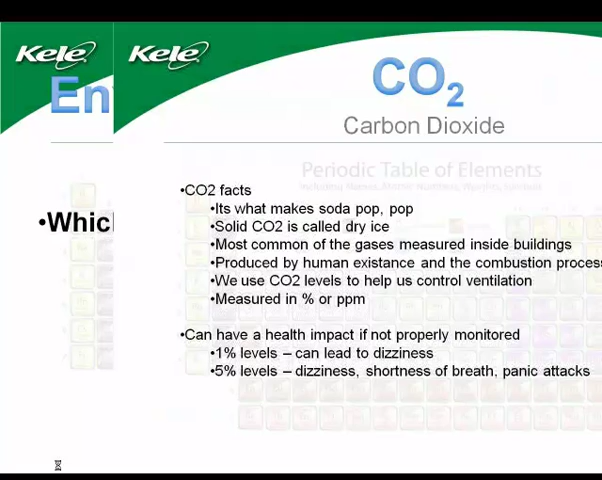 Kele
Kele
En
CO2
Carbon Dioxide
Periodic Table of Elements
•CO2 facts
•Its what makes soda pop, pop
•Whic
•Solid CO2 is called dry ice
•Most common of the gases measured inside buildings
•Produced by human existance and the combustion process
•We use CO2 levels to help us control ventilation
•Measured in % or ppm
•Can have a health impact if not properly monitored
•1% levels – can lead to dizziness
•5% levels – dizziness, shortness of breath, panic attacks